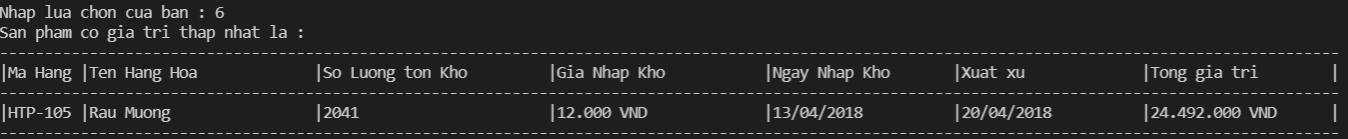 Nhap lua chon cua ban : 6
San pham co gia tri thap nhat la :
|Ma Hang |Ten Hang Hoa |So Luong ton Kho |Gia Nhap Kho |Ngay Nhap Kho |Xuat xu |Tong gia tri |
|HTP-105 |Rau Muong |2041 |12.000 VND |13/04/2018 |20/04/2018 |24.492.000 VND |